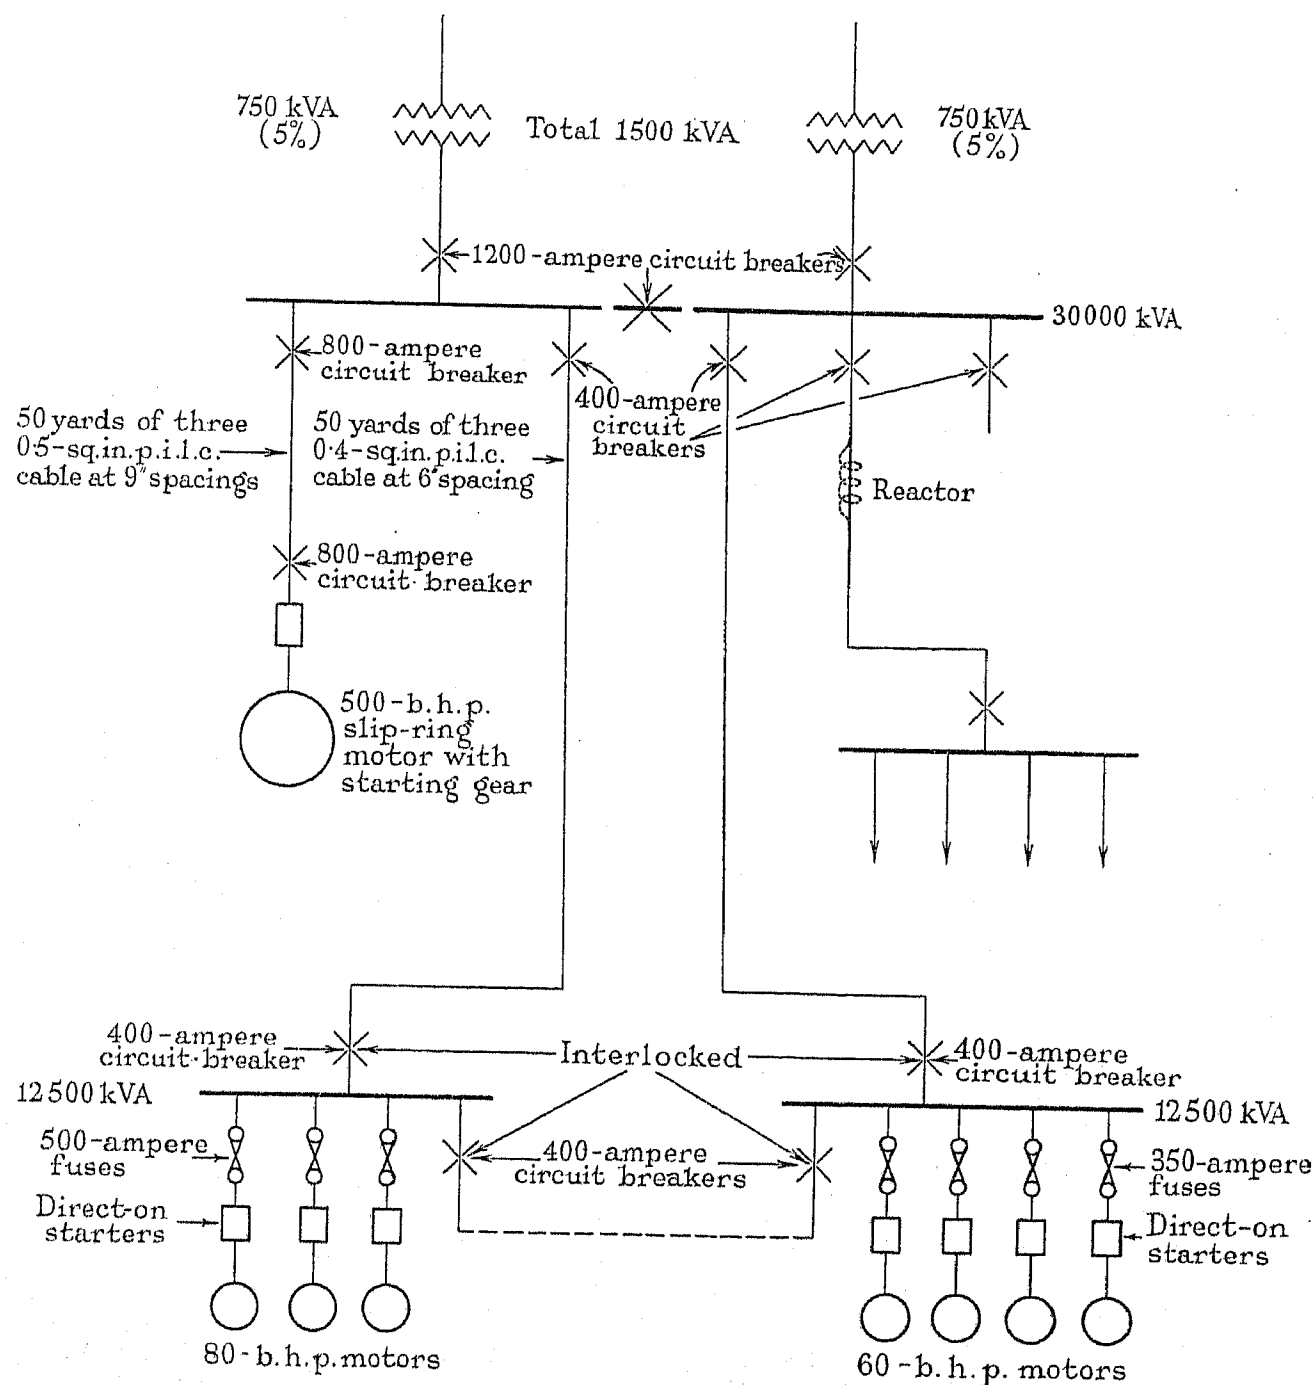 750 kVA
(5%)
Total 1500 kVA
750 kVA
(5%)
1200-ampere circuit breakers
30000 kVA
800-ampere
circuit breaker
400-ampere
circuit
breakers
50 yards of three
0·5-sq.in.p.i.l.c.
cable at 9" spacings
50 yards of three
0·4-sq.in.p.i.l.c.
cable at 6" spacing
Reactor
800-ampere
circuit breaker
500-b.h.p.
slip-ring
motor with
starting gear
400-ampere
circuit breaker
Interlocked
400-ampere
circuit breaker
12500 kVA
12500 kVA
500-ampere
fuses
400-ampere
circuit breakers
350-ampere
fuses
Direct-on
starters
Direct-on
starters
80-b.h.p. motors
60-b.h.p. motors